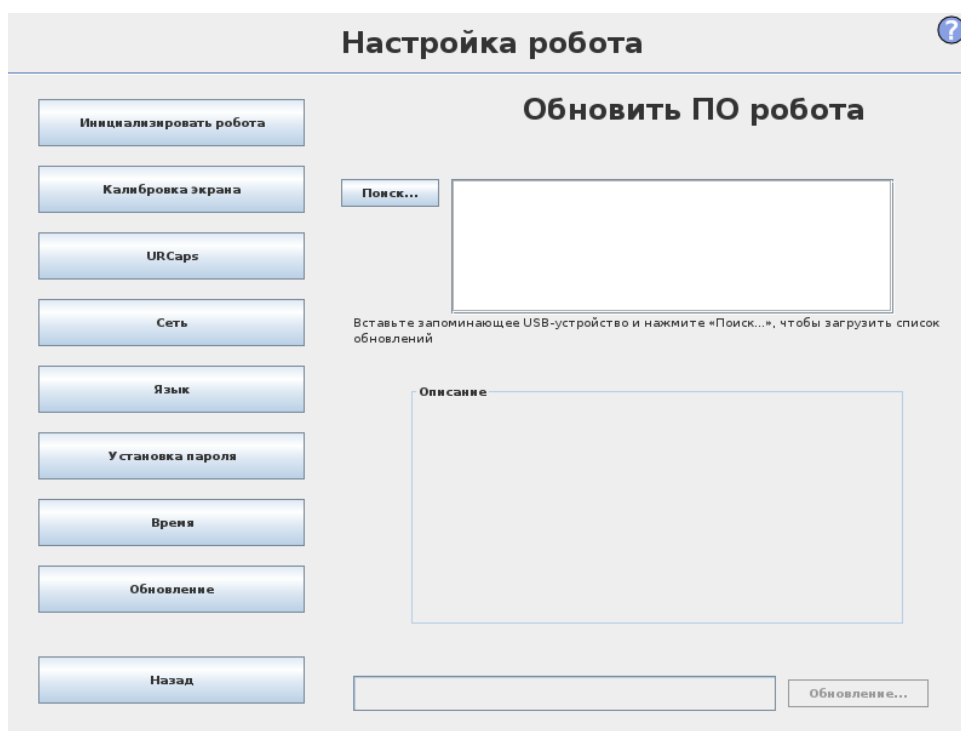 Настройка робота
?
Инициализировать робота
Калибровка экрана
URCaps
Сеть
Язык
Установка пароля
Время
Обновление
Назад
Обновить ПО робота
Поиск...
Вставьте запоминающее USB-устройство и нажмите «Поиск...», чтобы загрузить список
обновлений
Описание
Обновление...